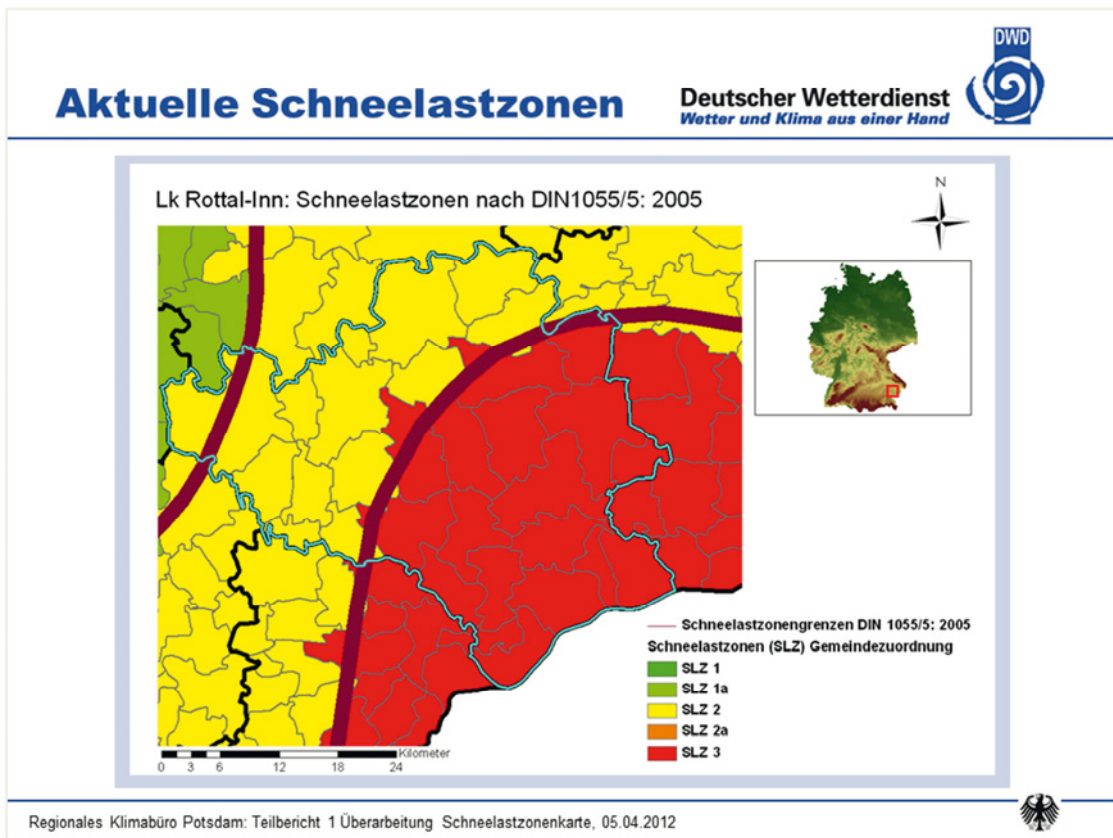 DWD
Aktuelle Schneelastzonen
Deutscher Wetterdienst
Wetter und Klima aus einer Hand
Lk Rottal-Inn: Schneelastzonen nach DIN1055/5: 2005
N
Schneelastzonengrenzen DIN 1055/5: 2005
Schneelastzonen (SLZ) Gemeindezuordnung
SLZ 1
SLZ 1a
SLZ 2
SLZ 2a
SLZ 3
Kilometer
0 3 6 12 18 24
Regionales Klimabüro Potsdam: Teilbericht 1 Überarbeitung Schneelastzonenkarte, 05.04.2012